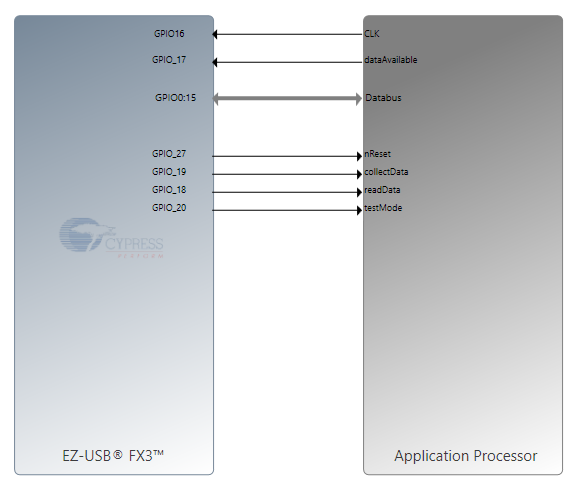 GPIO16 CLK
GPIO_17 dataAvailable
GPIO0:15 Databus
GPIO_27 nReset
GPIO_19 collectData
GPIO_18 readData
GPIO_20 testMode
CYPRESS
PERFORM
EZ-USB® FX3™ Application Processor